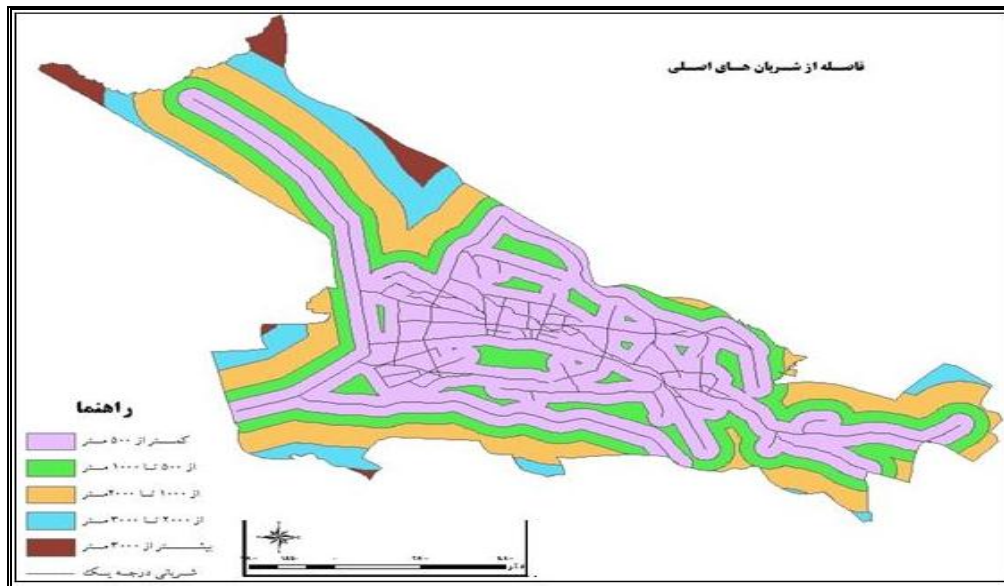 فاصله از شریان های اصلی
راهنما
کمتر از ۵۰۰ متر
از ۵۰۰ تا ۱۰۰۰ متر
از ۱۰۰۰ تا ۲۰۰۰ متر
از ۲۰۰۰ تا ۳۰۰۰ متر
بیشتر از ۳۰۰۰ متر
شریانی درجه یک